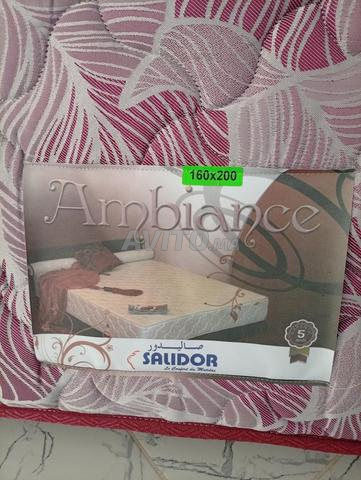 160x200
Ambiance
AVITO.ma
5
صاليدور
SALIDOR
Le Confort du Matelas